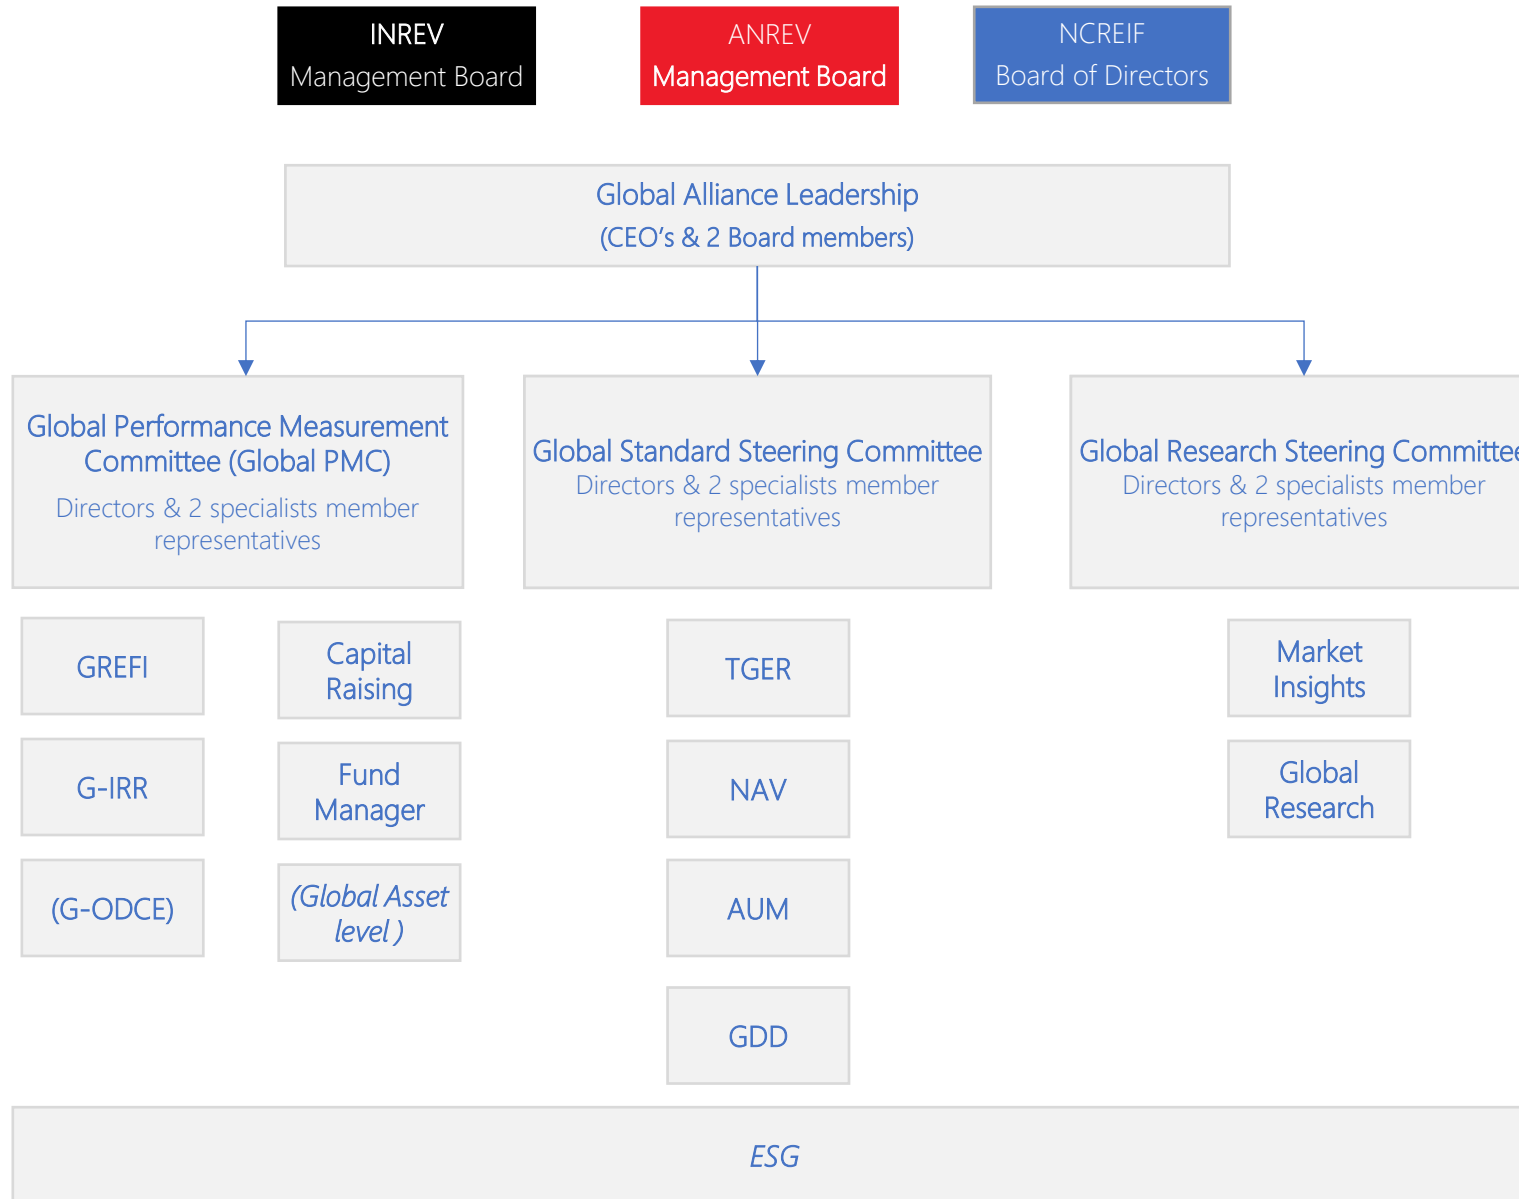 INREV
Management Board
ANREV
Management Board
NCREIF
Board of Directors
Global Alliance Leadership
(CEO's & 2 Board members)
Global Performance Measurement
Committee (Global PMC)
Directors & 2 specialists member
representatives
Global Standard Steering Committee
Directors & 2 specialists member
representatives
Global Research Steering Committee
Directors & 2 specialists member
representatives
GREFI
Capital
Raising
TGER
Market
Insights
G-IRR
Fund
Manager
NAV
Global
Research
(G-ODCE)
(Global Asset
level )
AUM
GDD
ESG